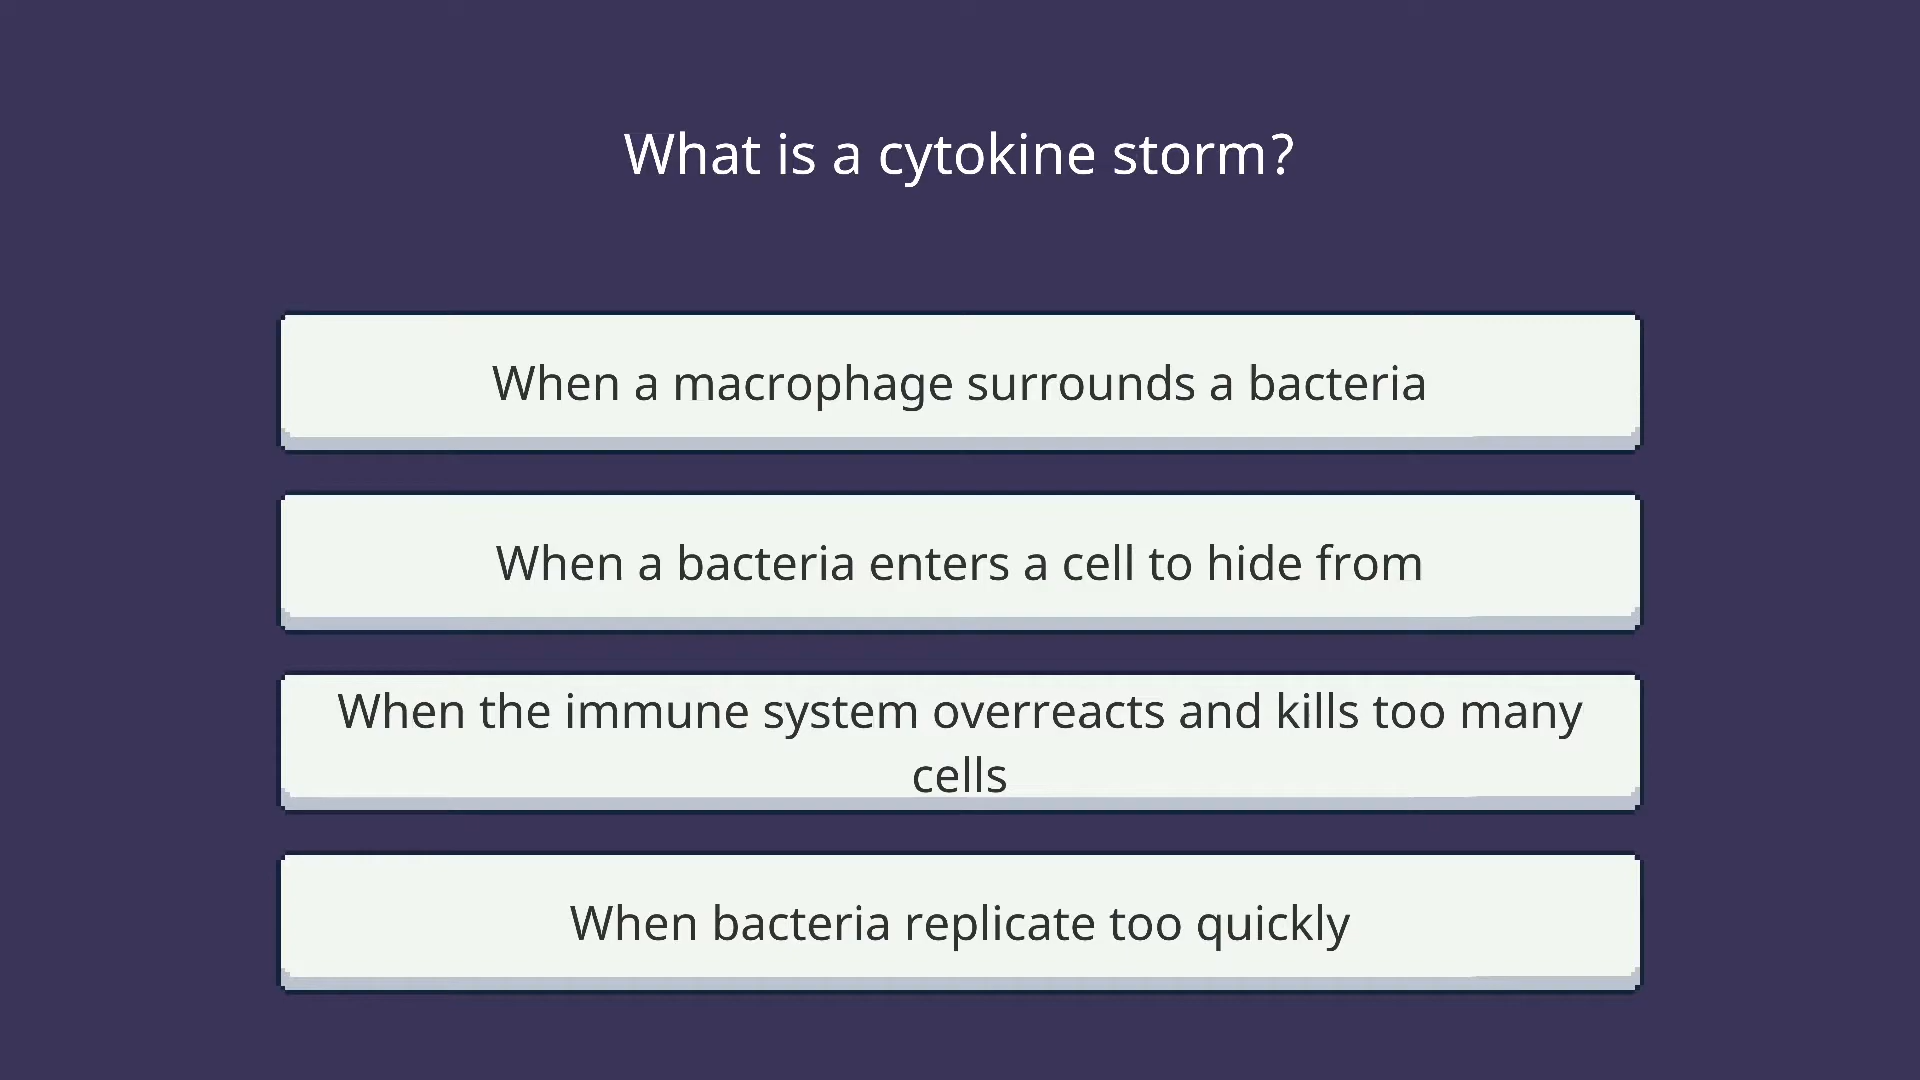 What is a cytokine storm?
When a macrophage surrounds a bacteria
When a bacteria enters a cell to hide from
When the immune system overreacts and kills too many
cells
When bacteria replicate too quickly